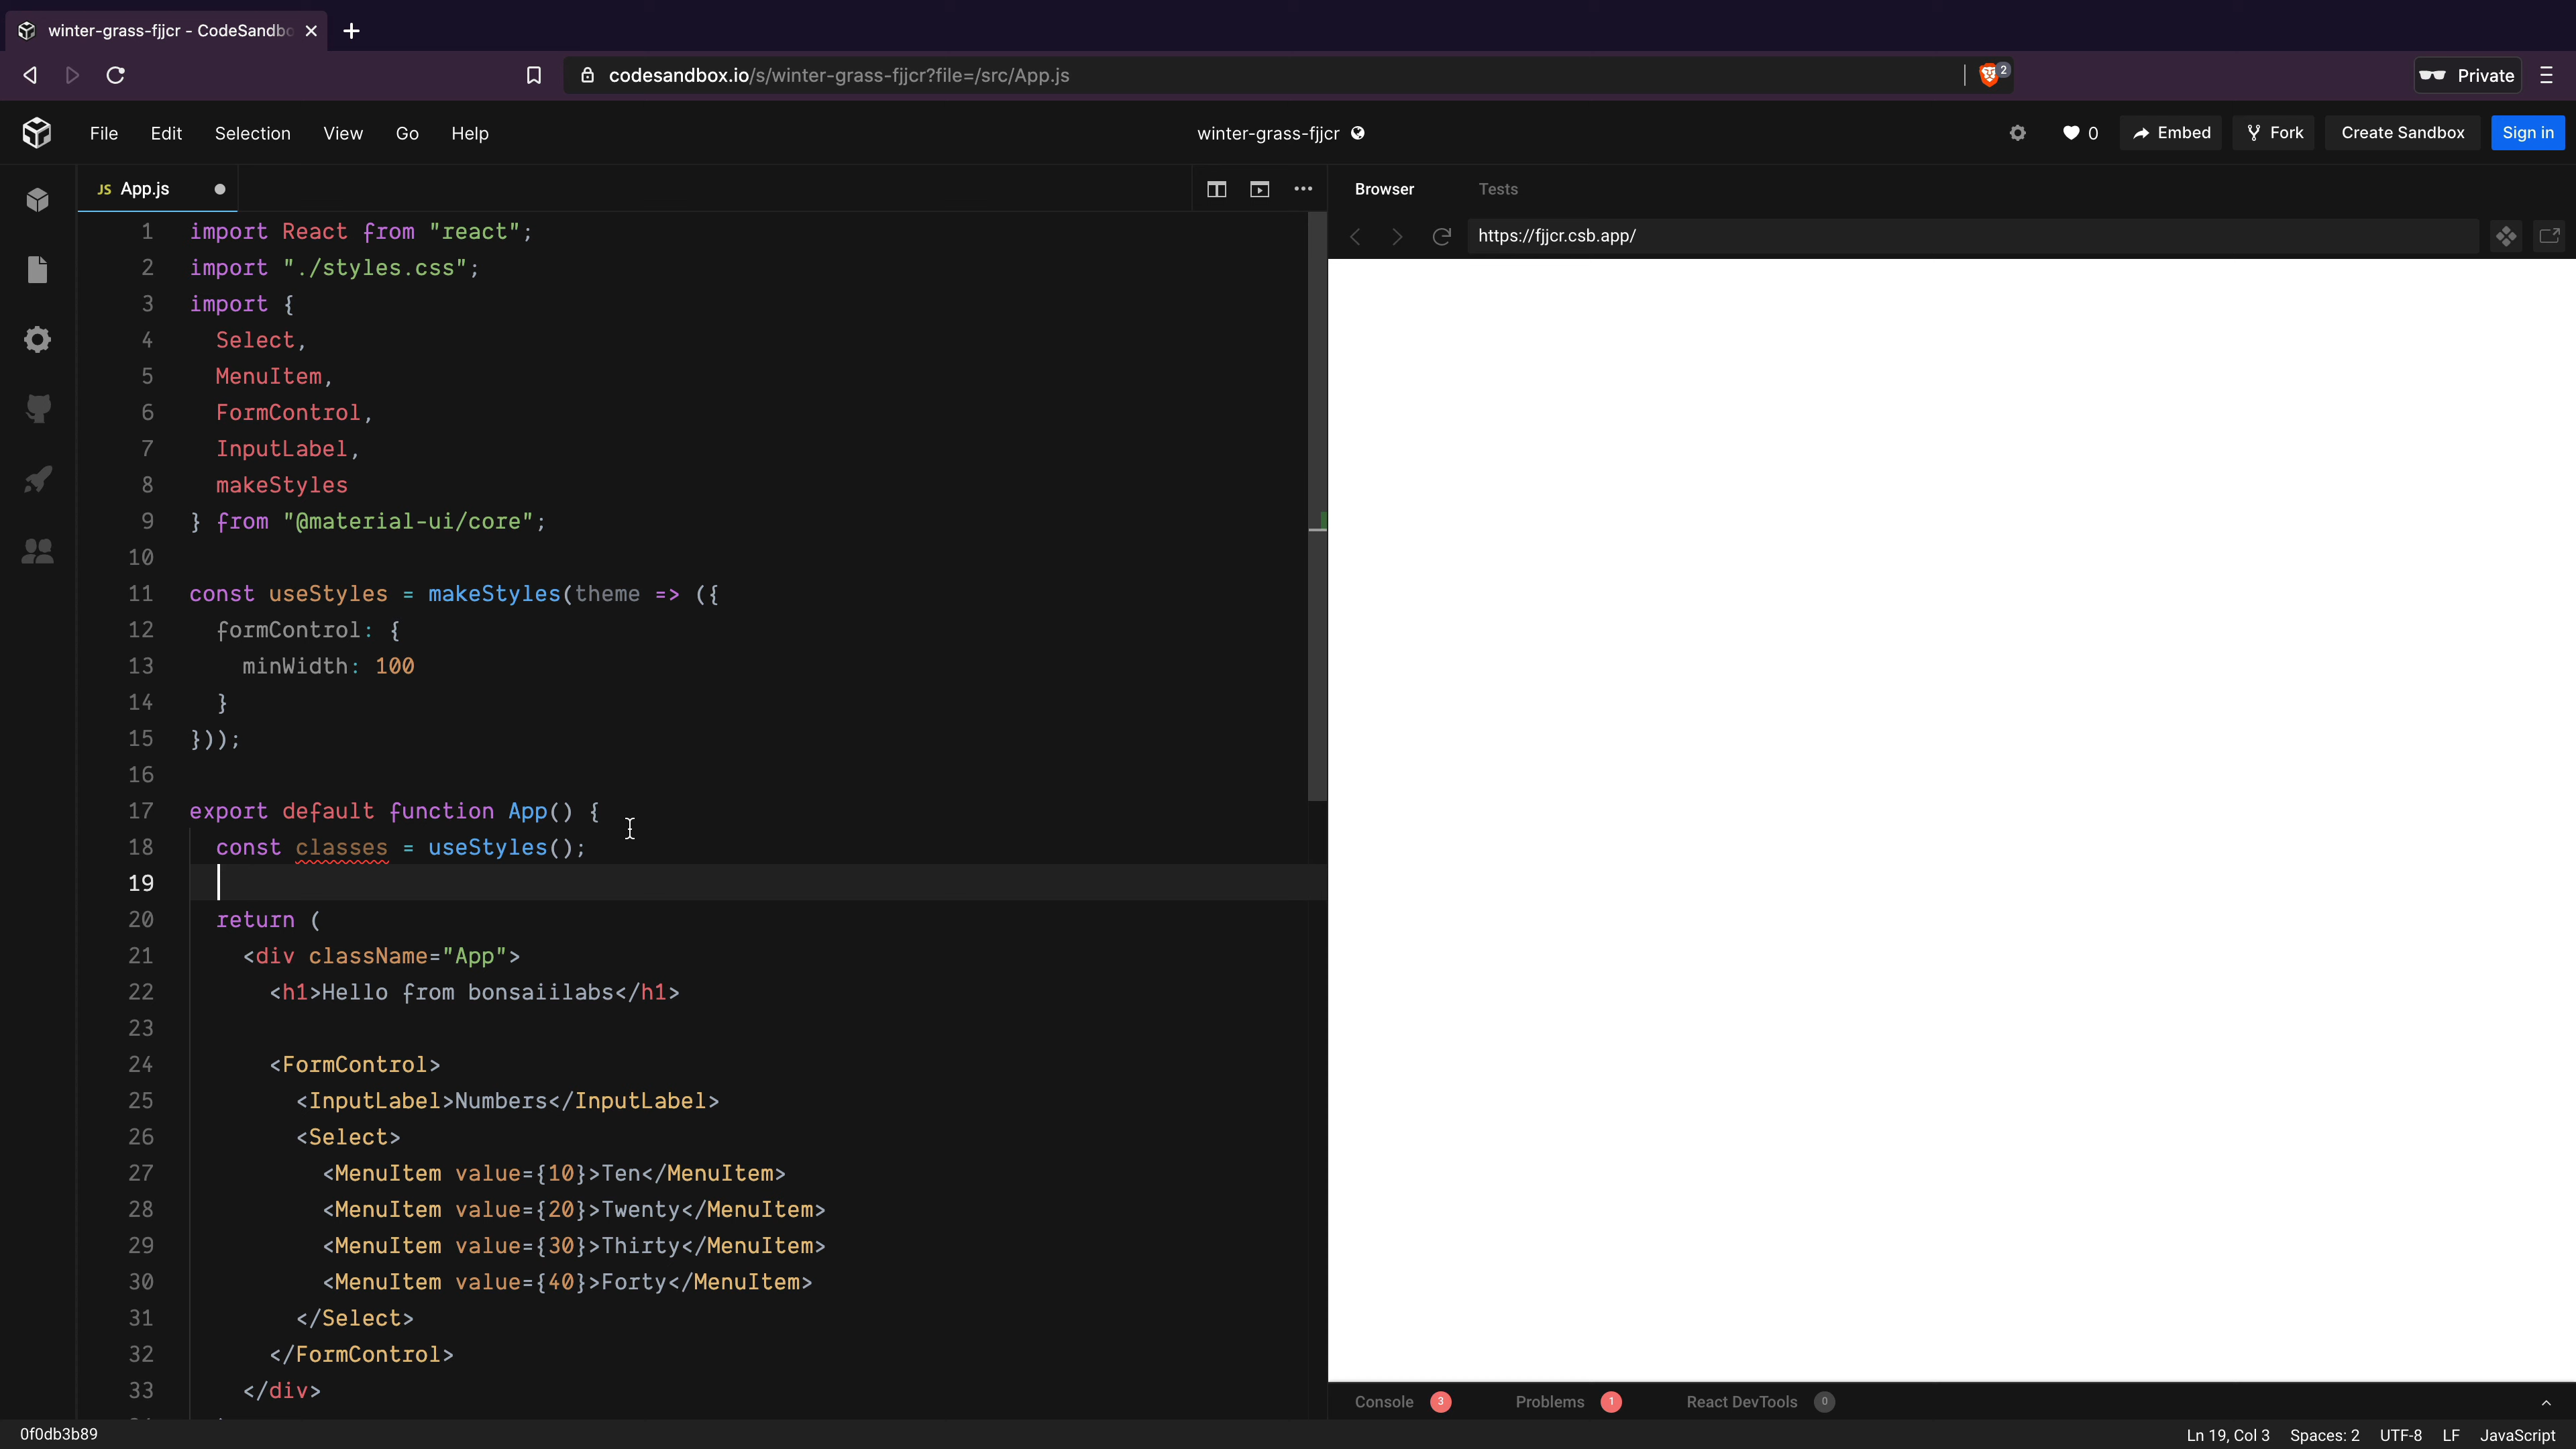 winter-grass-fjjcr - CodeSandbo
codesandbox.io/s/winter-grass-fjjcr?file=/src/App.js
2
Private
File Edit Selection View Go Help
winter-grass-fjjcr
0
Embed
Fork
Create Sandbox
Sign in
JS App.js
Browser
Tests
https://fjjcr.csb.app/
1 import React from "react";
2 import "./styles.css";
3 import {
4 Select,
5 MenuItem,
6 FormControl,
7 InputLabel,
8 makeStyles
9 } from "@material-ui/core";
10
11 const useStyles = makeStyles(theme => ({
12 formControl: {
13 minWidth: 100
14 }
15 }));
16
17 export default function App() {
18 const classes = useStyles();
19
20 return (
21 <div className="App">
22 <h1>Hello from bonsaiilabs</h1>
23
24 <FormControl>
25 <InputLabel>Numbers</InputLabel>
26 <Select>
27 <MenuItem value={10}>Ten</MenuItem>
28 <MenuItem value={20}>Twenty</MenuItem>
29 <MenuItem value={30}>Thirty</MenuItem>
30 <MenuItem value={40}>Forty</MenuItem>
31 </Select>
32 </FormControl>
33 </div>
Console 3
Problems 1
React DevTools 0
0f0db3b89
Ln 19, Col 3 Spaces: 2 UTF-8 LF JavaScript